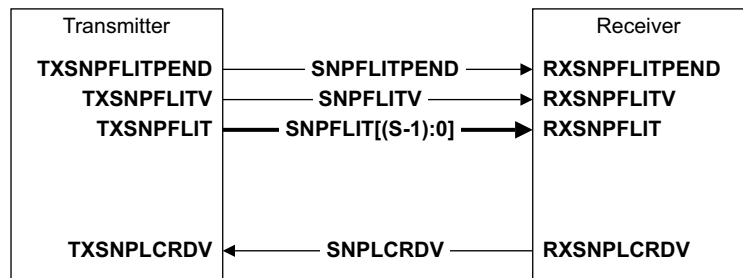 Transmitter Receiver
TXSNPFLITPEND SNPFLITPEND RXSNPFLITPEND
TXSNPFLITV SNPFLITV RXSNPFLITV
TXSNPFLIT SNPFLIT[(S-1):0] RXSNPFLIT
TXSNPLCRDV SNPLCRDV RXSNPLCRDV